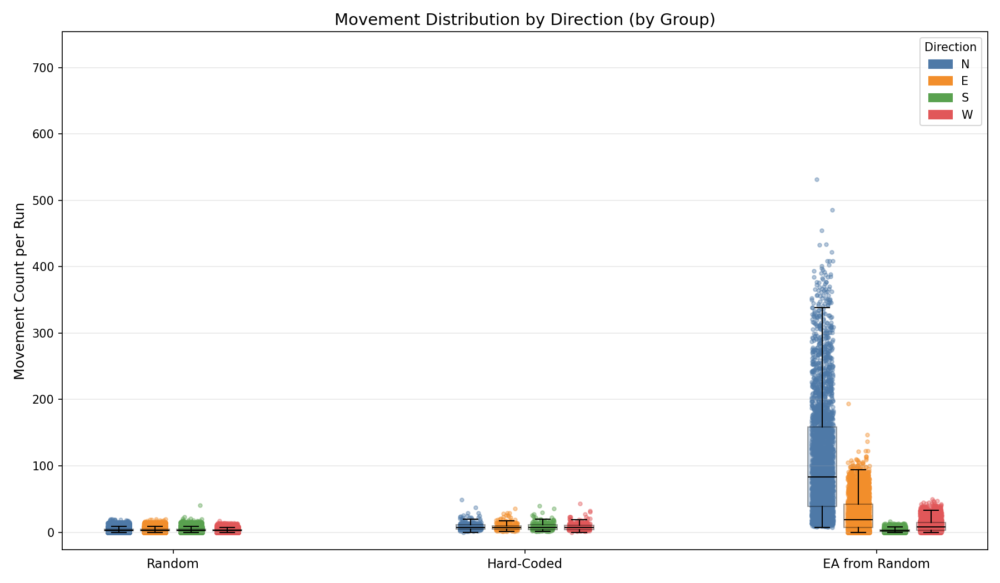 Movement Distribution by Direction (by Group)
Movement Count per Run
700
600
500
400
300
200
100
0
Direction
N
E
S
W
Random
Hard-Coded
EA from Random